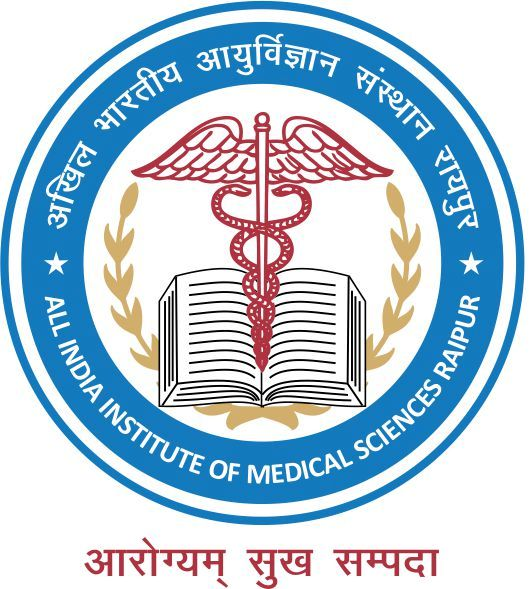 अखिल भारतीय आयुर्विज्ञान संस्थान रायपुर
ALL INDIA INSTITUTE OF MEDICAL SCIENCES RAIPUR
आरोग्यम् सुख सम्पदा